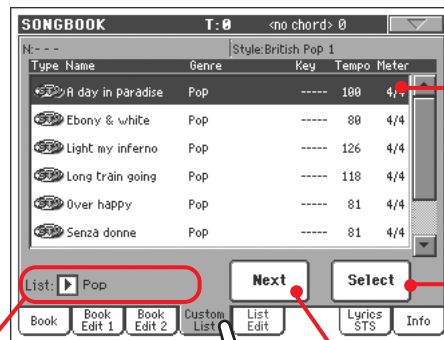 SONGBOOK T:0 <no chord> 0
N:--- Style:British Pop 1
Type Name Genre Key Tempo Meter
A day in paradise Pop ----- 100 4/4
Ebony & white Pop ----- 80 4/4
Light my inferno Pop ----- 126 4/4
Long train going Pop ----- 118 4/4
Over happy Pop ----- 81 4/4
Senza donne Pop ----- 81 4/4
List: Pop Next Select
Book Book Edit 1 Book Edit 2 Custom List List Edit Lyrics STS Info